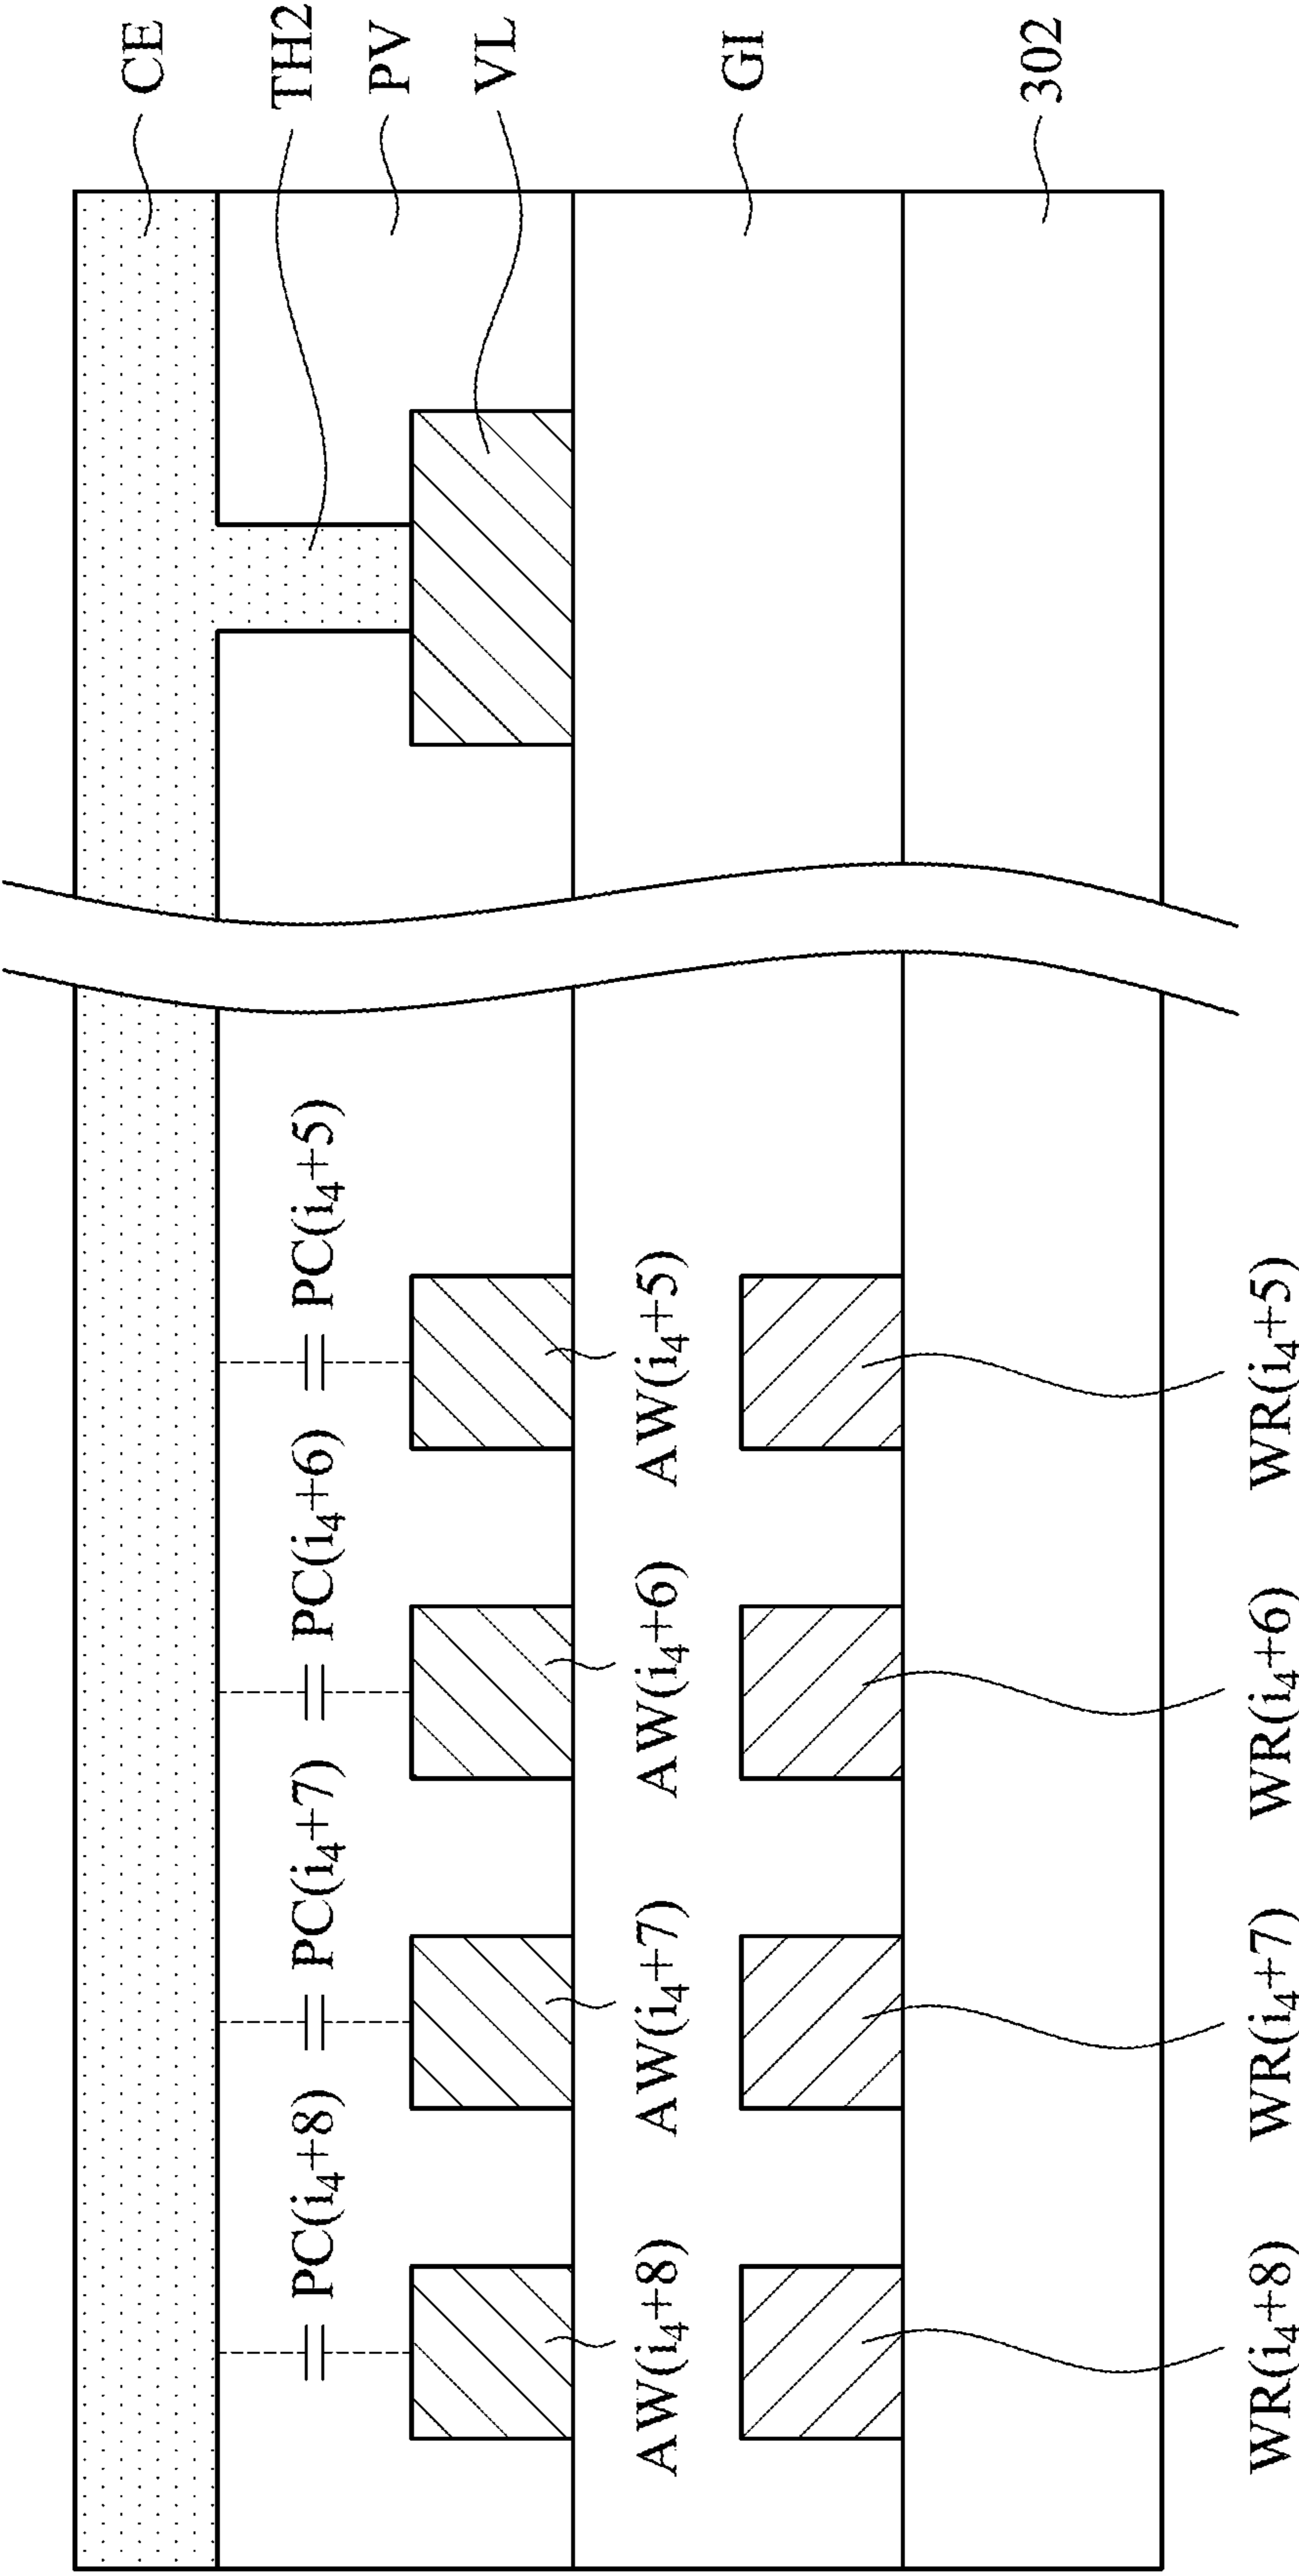 CE
TH2
PC(i₄+8) PC(i₄+7) PC(i₄+6) PC(i₄+5)
PV
VL
AW(i₄+8) AW(i₄+7) AW(i₄+6) AW(i₄+5)
GI
302
WR(i₄+8) WR(i₄+7) WR(i₄+6) WR(i₄+5)